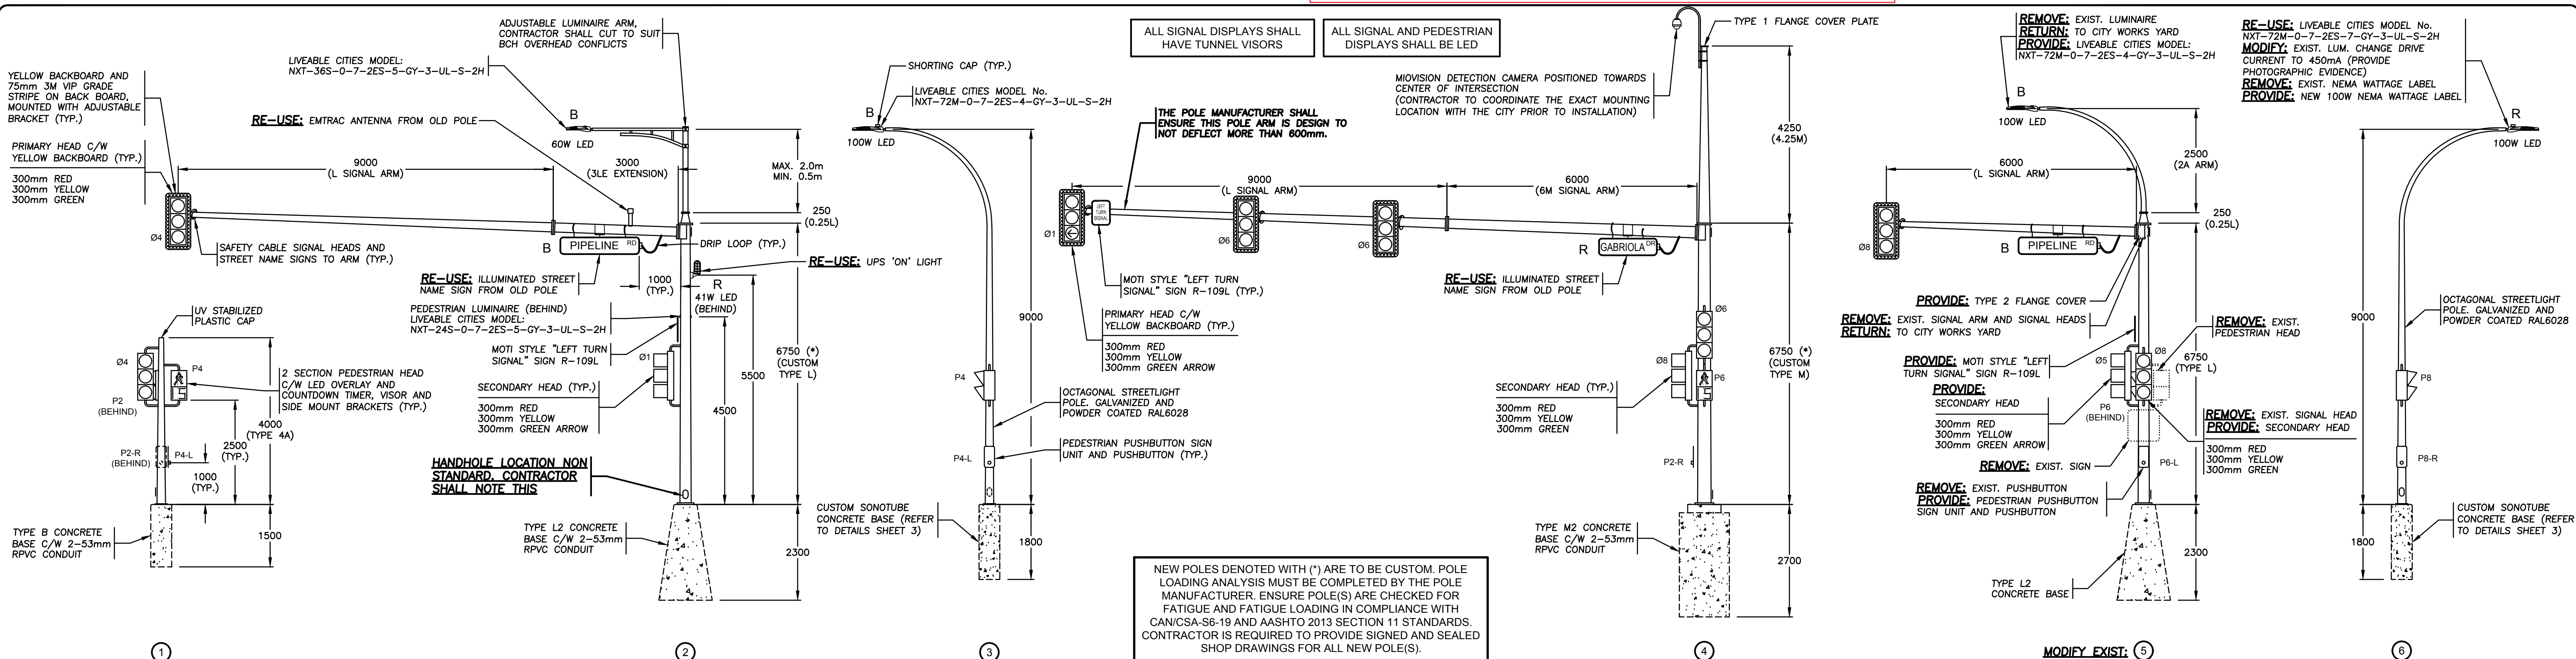 ALL SIGNAL DISPLAYS SHALL
HAVE TUNNEL VISORS
ALL SIGNAL AND PEDESTRIAN
DISPLAYS SHALL BE LED
YELLOW BACKBOARD AND
75mm 3M VIP GRADE
STRIPE ON BACK BOARD,
MOUNTED WITH ADJUSTABLE
BRACKET (TYP.)
PRIMARY HEAD C/W
YELLOW BACKBOARD (TYP.)
300mm RED
300mm YELLOW
300mm GREEN
Ø4
SAFETY CABLE SIGNAL HEADS AND
STREET NAME SIGNS TO ARM (TYP.)
UV STABILIZED
PLASTIC CAP
Ø4
P4
P2
(BEHIND)
2 SECTION PEDESTRIAN HEAD
C/W LED OVERLAY AND
COUNTDOWN TIMER, VISOR AND
SIDE MOUNT BRACKETS (TYP.)
4000
(TYPE 4A)
2500
(TYP.)
P2-R
(BEHIND)
P4-L
1000
(TYP.)
TYPE B CONCRETE
BASE C/W 2-53mm
RPVC CONDUIT
1500
1
ADJUSTABLE LUMINAIRE ARM,
CONTRACTOR SHALL CUT TO SUIT
BCH OVERHEAD CONFLICTS
LIVEABLE CITIES MODEL:
NXT-36S-0-7-2ES-5-GY-3-UL-S-2H
B
RE-USE: EMTRAC ANTENNA FROM OLD POLE
60W LED
9000
(L SIGNAL ARM)
3000
(3LE EXTENSION)
MAX. 2.0m
MIN. 0.5m
250
(0.25L)
B
PIPELINE RD
DRIP LOOP (TYP.)
RE-USE: UPS 'ON' LIGHT
RE-USE: ILLUMINATED STREET
NAME SIGN FROM OLD POLE
1000
(TYP.)
R
41W LED
(BEHIND)
PEDESTRIAN LUMINAIRE (BEHIND)
LIVEABLE CITIES MODEL:
NXT-24S-0-7-2ES-5-GY-3-UL-S-2H
MOTI STYLE "LEFT TURN
SIGNAL" SIGN R-109L
Ø1
SECONDARY HEAD (TYP.)
300mm RED
300mm YELLOW
300mm GREEN ARROW
4500
5500
6750 (*)
(CUSTOM
TYPE L)
HANDHOLE LOCATION NON
STANDARD. CONTRACTOR
SHALL NOTE THIS
TYPE L2 CONCRETE
BASE C/W 2-53mm
RPVC CONDUIT
2300
2
SHORTING CAP (TYP.)
LIVEABLE CITIES MODEL No.
NXT-72M-0-7-2ES-4-GY-3-UL-S-2H
B
100W LED
9000
P4
OCTAGONAL STREETLIGHT
POLE. GALVANIZED AND
POWDER COATED RAL6028
PEDESTRIAN PUSHBUTTON SIGN
UNIT AND PUSHBUTTON (TYP.)
P4-L
CUSTOM SONOTUBE
CONCRETE BASE (REFER
TO DETAILS SHEET 3)
1800
3
TYPE 1 FLANGE COVER PLATE
MIOVISION DETECTION CAMERA POSITIONED TOWARDS
CENTER OF INTERSECTION
(CONTRACTOR TO COORDINATE THE EXACT MOUNTING
LOCATION WITH THE CITY PRIOR TO INSTALLATION)
THE POLE MANUFACTURER SHALL
ENSURE THIS POLE ARM IS DESIGN TO
NOT DEFLECT MORE THAN 600mm.
4250
(4.25M)
9000
(L SIGNAL ARM)
6000
(6M SIGNAL ARM)
LEFT
TURN
SIGNAL
Ø1
Ø6
Ø6
R
GABRIOLA DR
MOTI STYLE "LEFT TURN
SIGNAL" SIGN R-109L (TYP.)
RE-USE: ILLUMINATED STREET
NAME SIGN FROM OLD POLE
PRIMARY HEAD C/W
YELLOW BACKBOARD (TYP.)
300mm RED
300mm YELLOW
300mm GREEN ARROW
Ø6
Ø8
P6
6750 (*)
(CUSTOM
TYPE M)
SECONDARY HEAD (TYP.)
300mm RED
300mm YELLOW
300mm GREEN
P2-R
TYPE M2 CONCRETE
BASE C/W 2-53mm
RPVC CONDUIT
2700
NEW POLES DENOTED WITH (*) ARE TO BE CUSTOM. POLE
LOADING ANALYSIS MUST BE COMPLETED BY THE POLE
MANUFACTURER. ENSURE POLE(S) ARE CHECKED FOR
FATIGUE AND FATIGUE LOADING IN COMPLIANCE WITH
CAN/CSA-S6-19 AND AASHTO 2013 SECTION 11 STANDARDS.
CONTRACTOR IS REQUIRED TO PROVIDE SIGNED AND SEALED
SHOP DRAWINGS FOR ALL NEW POLE(S).
4
REMOVE: EXIST. LUMINAIRE
RETURN: TO CITY WORKS YARD
PROVIDE: LIVEABLE CITIES MODEL:
NXT-72M-0-7-2ES-4-GY-3-UL-S-2H
B
100W LED
2500
(2A ARM)
6000
(L SIGNAL ARM)
250
(0.25L)
Ø8
B
PIPELINE RD
PROVIDE: TYPE 2 FLANGE COVER
REMOVE: EXIST. SIGNAL ARM AND SIGNAL HEADS
RETURN: TO CITY WORKS YARD
REMOVE: EXIST.
PEDESTRIAN HEAD
PROVIDE: MOTI STYLE "LEFT
TURN SIGNAL" SIGN R-109L
Ø5
Ø8
6750
(TYPE L)
PROVIDE:
SECONDARY HEAD
300mm RED
300mm YELLOW
300mm GREEN ARROW
P6
(BEHIND)
REMOVE: EXIST. SIGNAL HEAD
PROVIDE: SECONDARY HEAD
300mm RED
300mm YELLOW
300mm GREEN
REMOVE: EXIST. SIGN
P6-L
REMOVE: EXIST. PUSHBUTTON
PROVIDE: PEDESTRIAN PUSHBUTTON
SIGN UNIT AND PUSHBUTTON
TYPE L2
CONCRETE BASE
2300
MODIFY EXIST: 5
RE-USE: LIVEABLE CITIES MODEL No.
NXT-72M-0-7-2ES-7-GY-3-UL-S-2H
MODIFY: EXIST. LUM. CHANGE DRIVE
CURRENT TO 450mA (PROVIDE
PHOTOGRAPHIC EVIDENCE)
REMOVE: EXIST. NEMA WATTAGE LABEL
PROVIDE: NEW 100W NEMA WATTAGE LABEL
R
100W LED
9000
OCTAGONAL STREETLIGHT
POLE. GALVANIZED AND
POWDER COATED RAL6028
P8
P8-R
CUSTOM SONOTUBE
CONCRETE BASE (REFER
TO DETAILS SHEET 3)
1800
6